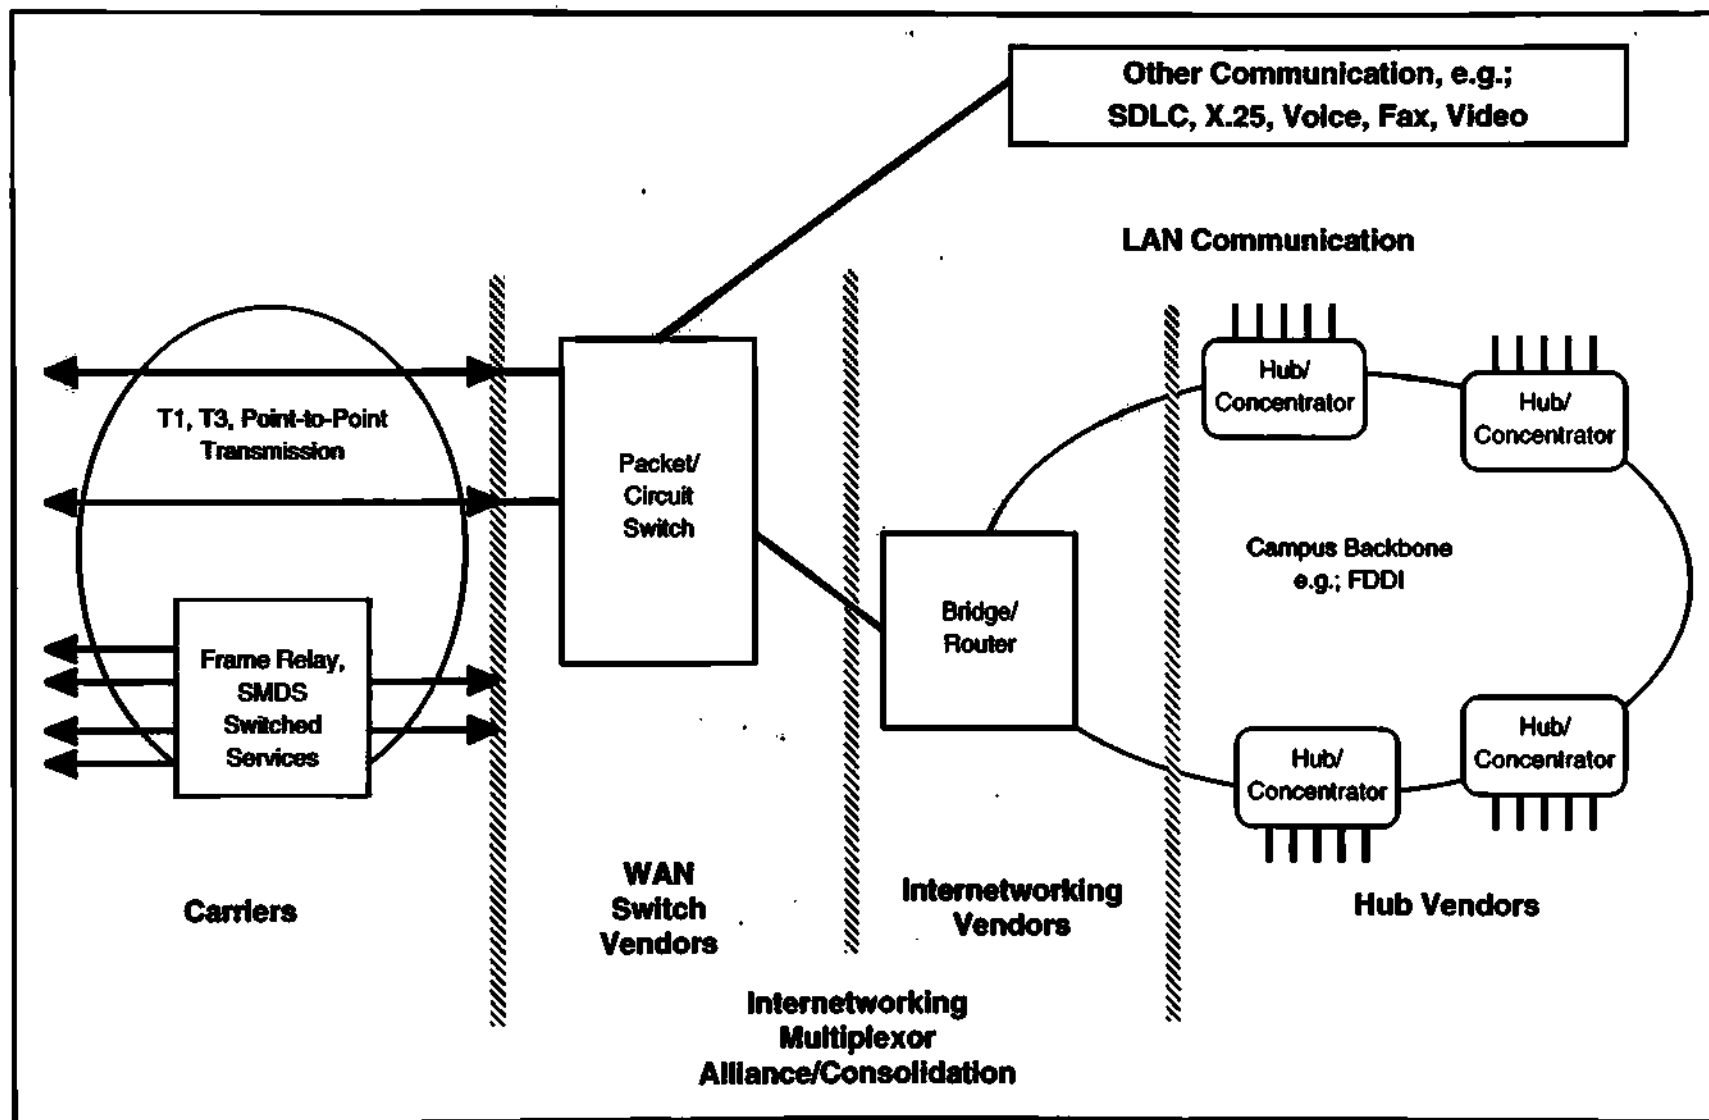 Other Communication, e.g.;
SDLC, X.25, Voice, Fax, Video
LAN Communication
T1, T3, Point-to-Point
Transmission
Frame Relay,
SMDS
Switched
Services
Packet/
Circuit
Switch
Bridge/
Router
Hub/
Concentrator
Hub/
Concentrator
Campus Backbone
e.g.; FDDI
Hub/
Concentrator
Hub/
Concentrator
Carriers
WAN
Switch
Vendors
Internetworking
Vendors
Hub Vendors
Internetworking
Multiplexor
Alliance/Consolidation